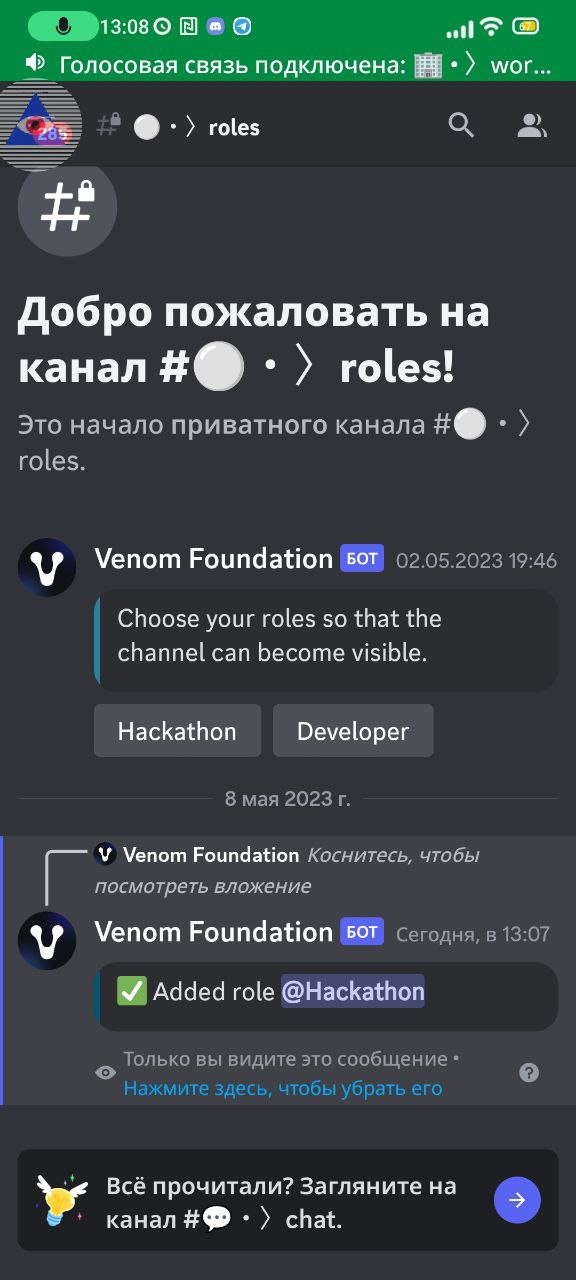 13:08 67
Голосовая связь подключена: 🏢 • 〉 wor...
285 # ⚪ • 〉 roles
Добро пожаловать на
канал #⚪ • 〉 roles!
Это начало приватного канала #⚪ • 〉
roles.
Venom Foundation БОТ 02.05.2023 19:46
Choose your roles so that the
channel can become visible.
Hackathon Developer
8 мая 2023 г.
Venom Foundation Коснитесь, чтобы
посмотреть вложение
Venom Foundation БОТ Сегодня, в 13:07
✅ Added role @Hackathon
Только вы видите это сообщение •
Нажмите здесь, чтобы убрать его
Всё прочитали? Загляните на
канал #💬 • 〉 chat.